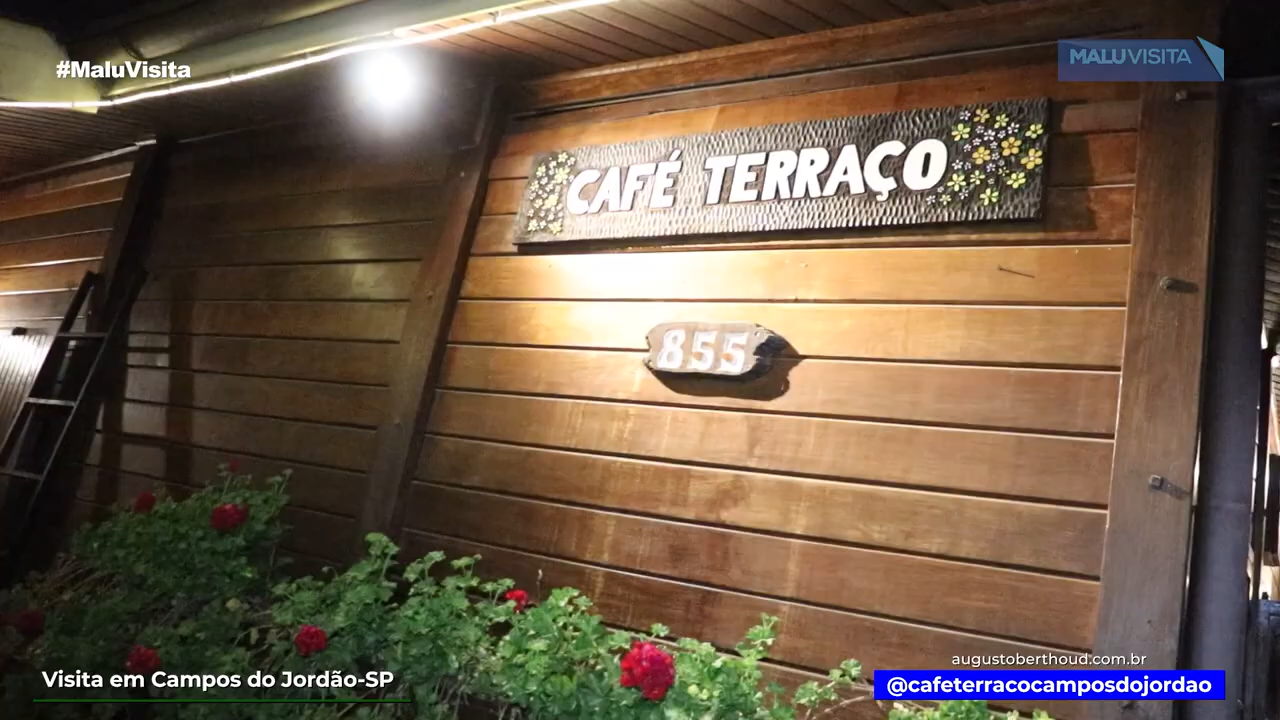 #MaluVisita
MALUVISITA
CAFÉ TERRAÇO
855
augustoberthoud.com.br
Visita em Campos do Jordão-SP
@cafeterracocamposdojordao